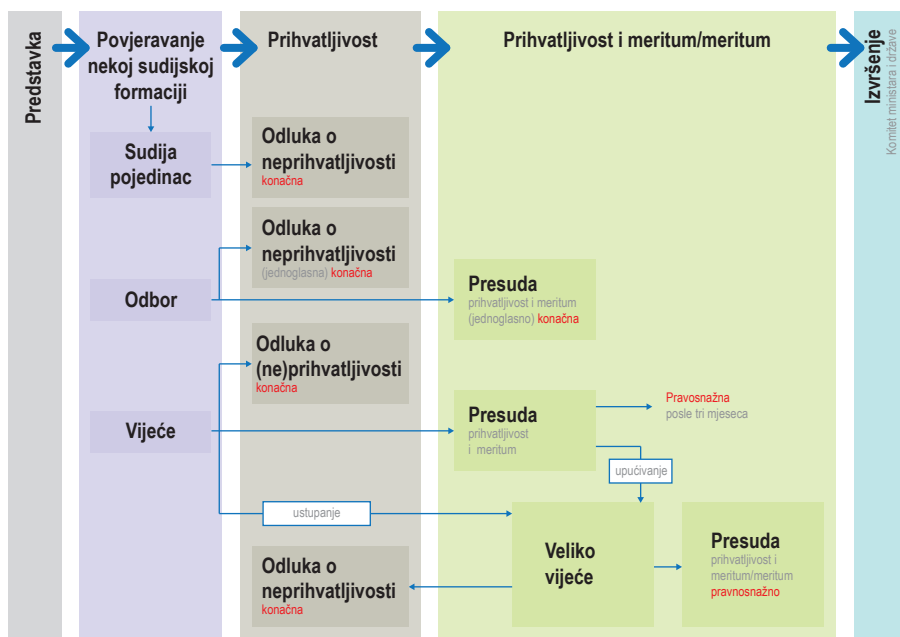 Predstavka
Povjeravanje
nekoj sudijskoj
formaciji
Prihvatljivost
Prihvatljivost i meritum/meritum
Izvršenje
Komitet ministara i države
Sudija
pojedinac
Odluka o
neprihvatljivosti
konačna
Odluka o
neprihvatljivosti
(jednoglasna) konačna
Odbor
Presuda
prihvatljivost i meritum
(jednoglasno) konačna
Odluka o
(ne)prihvatljivosti
konačna
Vijeće
Presuda
prihvatljivost
i meritum
Pravosnažna
posle tri mjeseca
upućivanje
ustupanje
Veliko
vijeće
Presuda
prihvatljivost i
meritum/meritum
pravnosnažno
Odluka o
neprihvatljivosti
konačna